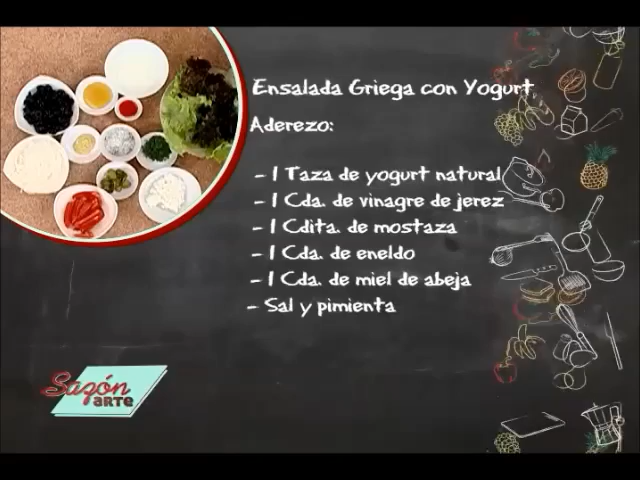 Ensalada Griega con Yogurt
Aderezo:
- 1 Taza de yogurt natural
- 1 Cda. de vinagre de jerez
- 1 Cdita. de mostaza
- 1 Cda. de eneldo
- 1 Cda. de miel de abeja
- Sal y pimienta
Sazón
ARTE